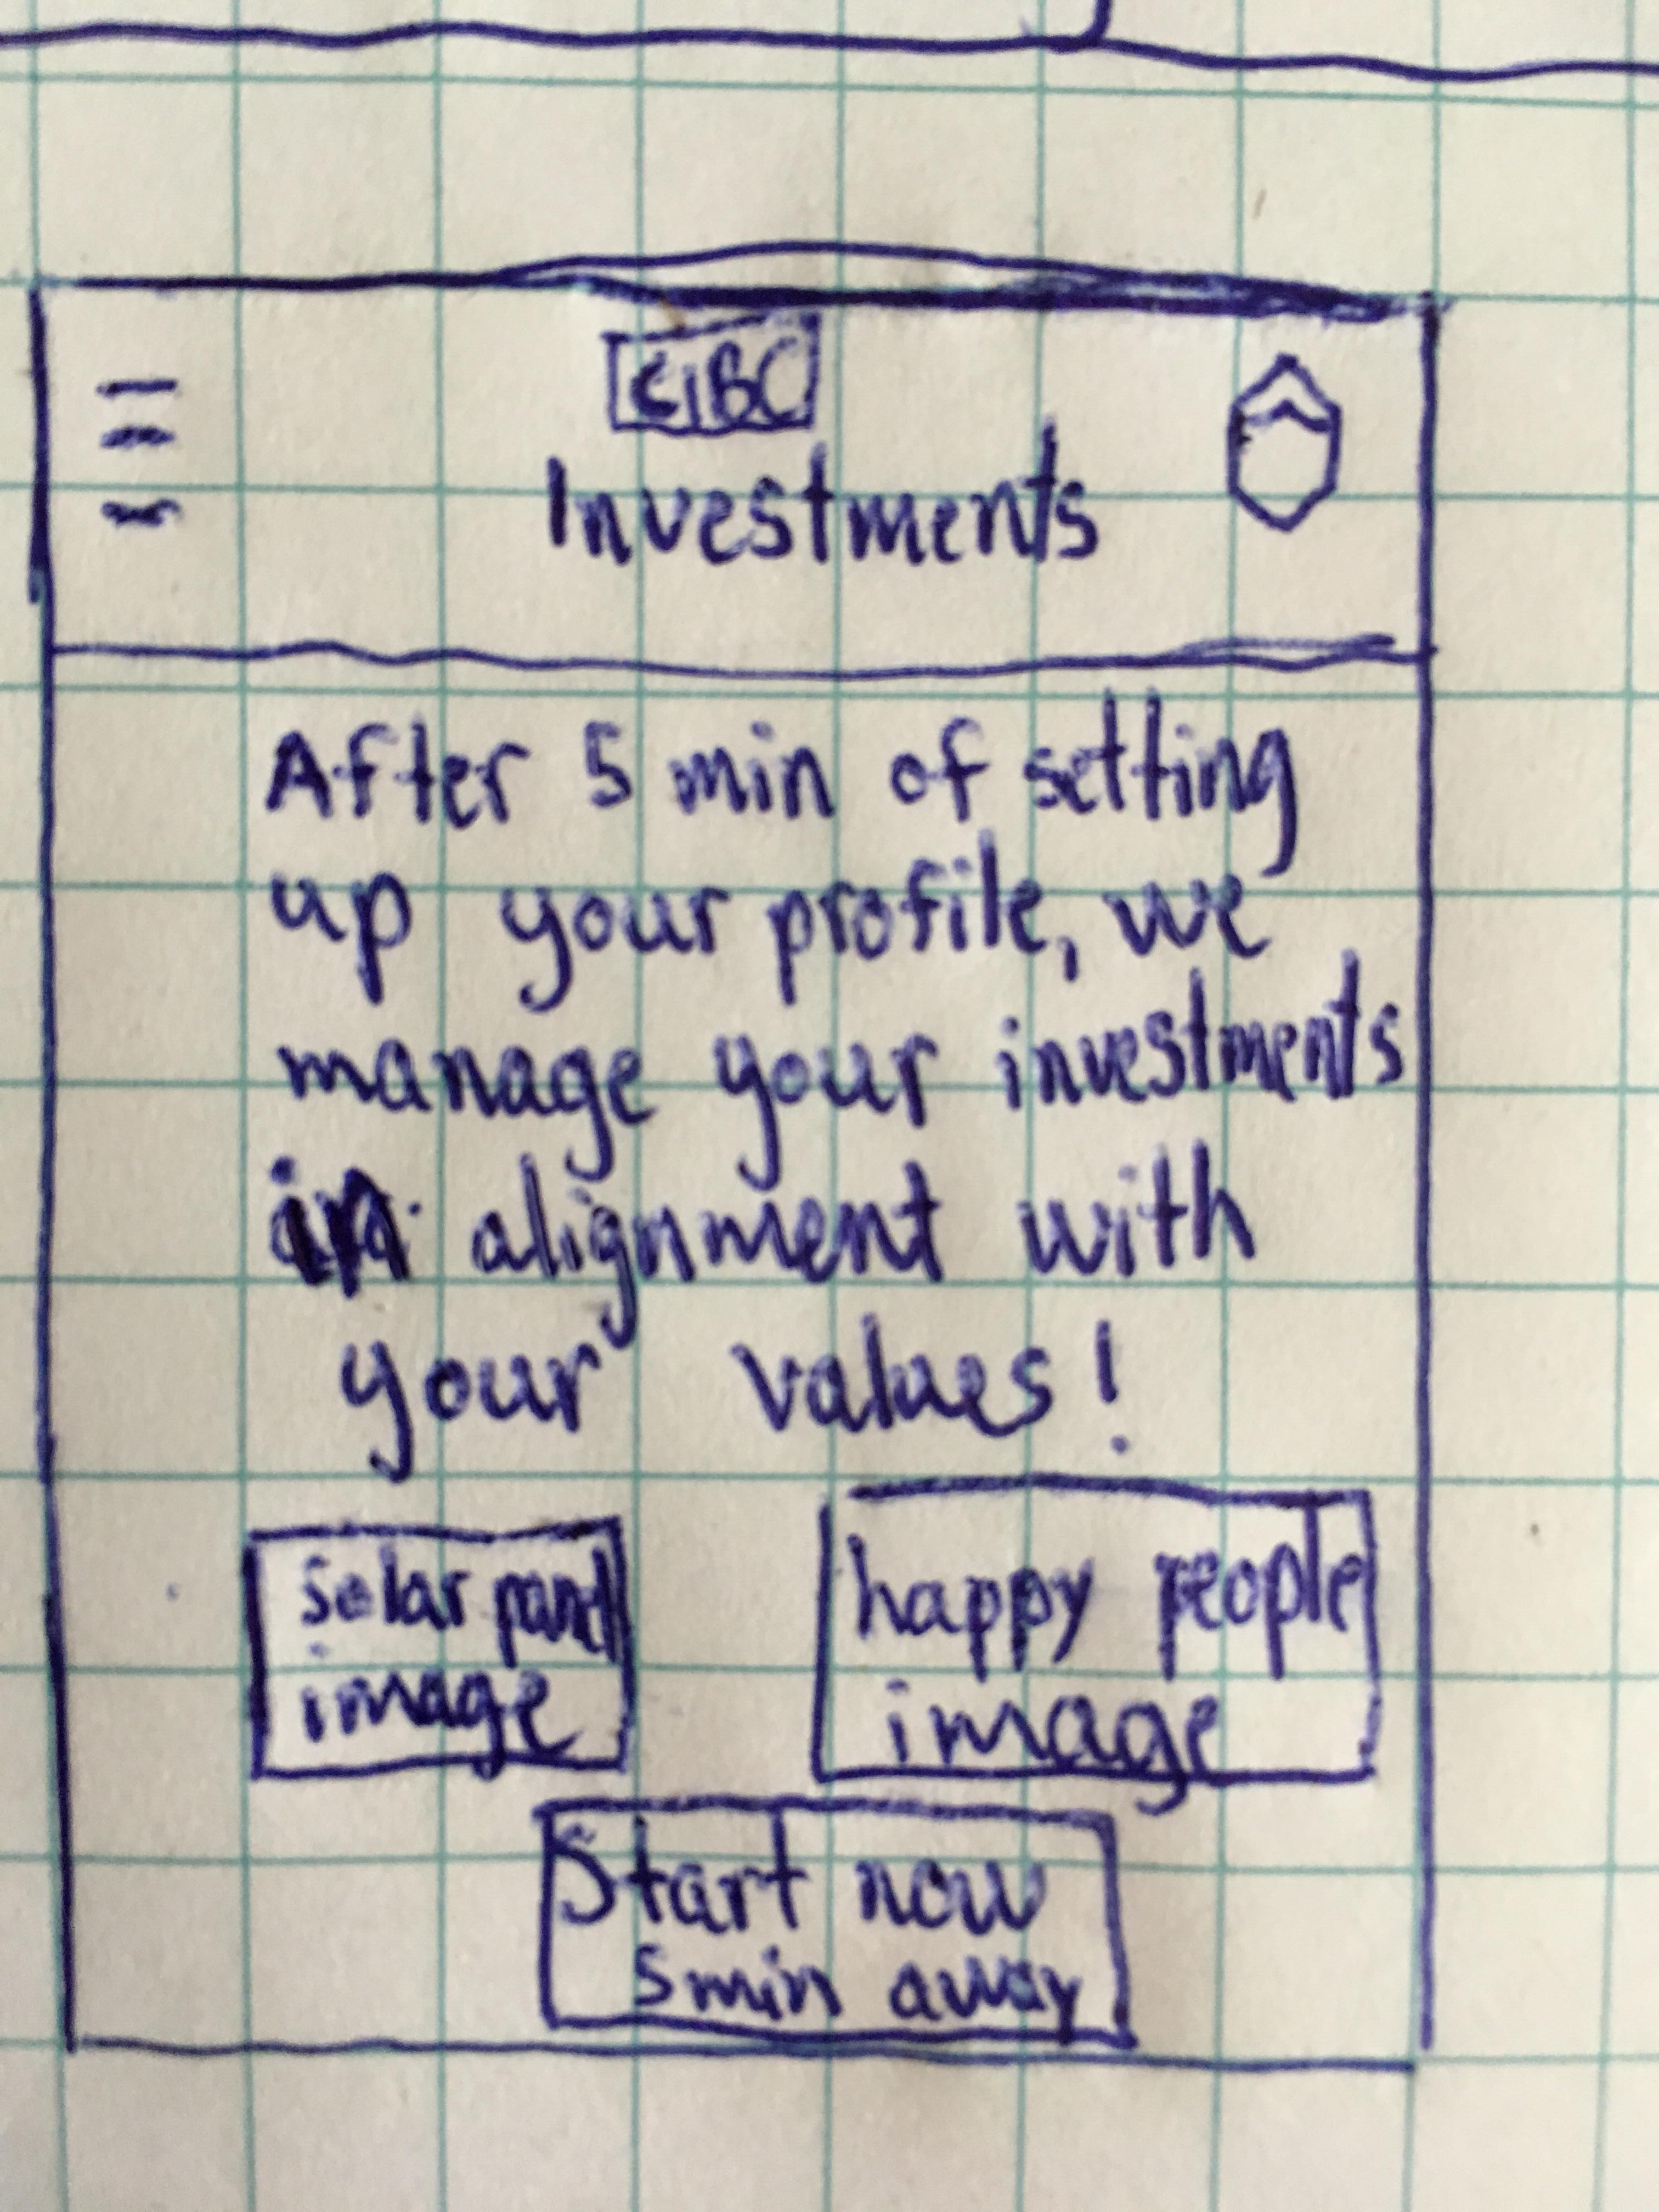 CIBC
Investments
After 5 min of setting
up your profile, we
manage your investments
in alignment with
your values!
solar panel
image
happy people
image
Start now
5min away